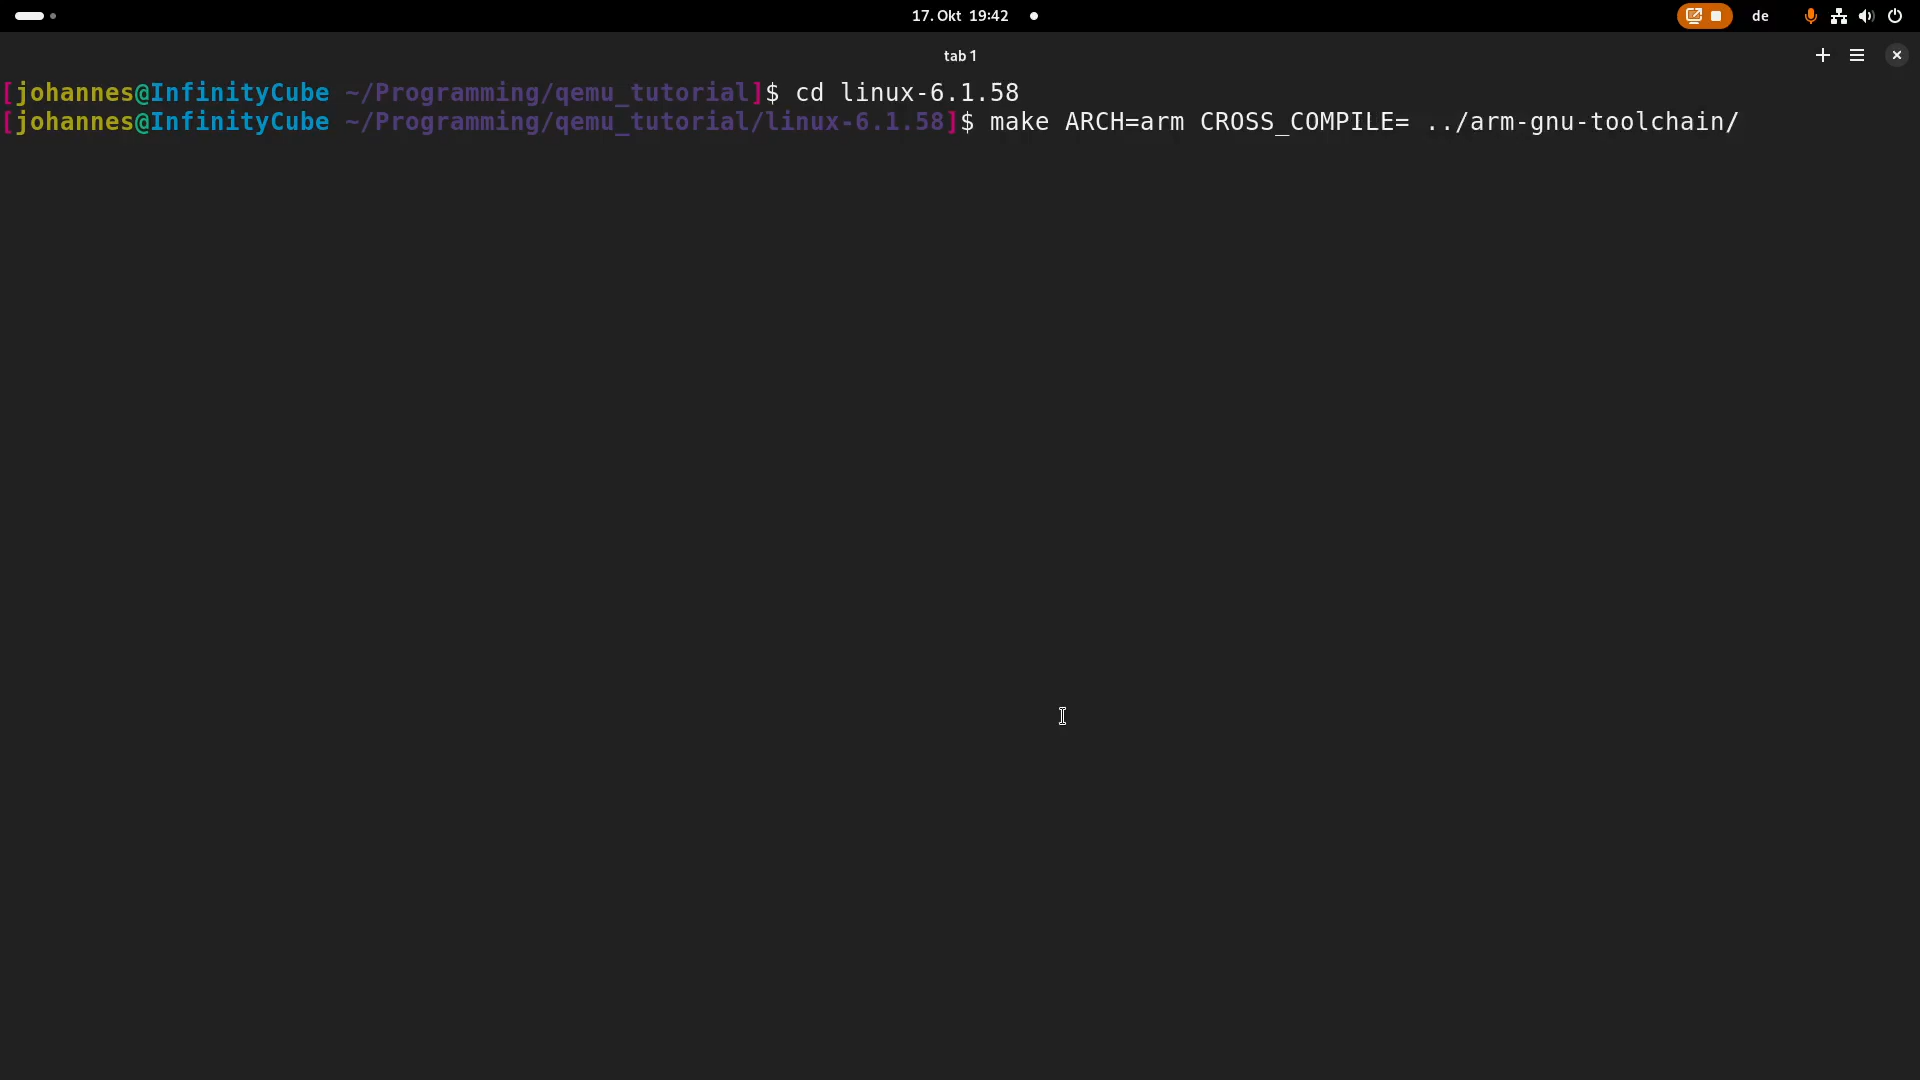 17. Okt 19:42
de
tab 1
[johannes@InfinityCube ~/Programming/qemu_tutorial]$ cd linux-6.1.58
[johannes@InfinityCube ~/Programming/qemu_tutorial/linux-6.1.58]$ make ARCH=arm CROSS_COMPILE= ../arm-gnu-toolchain/